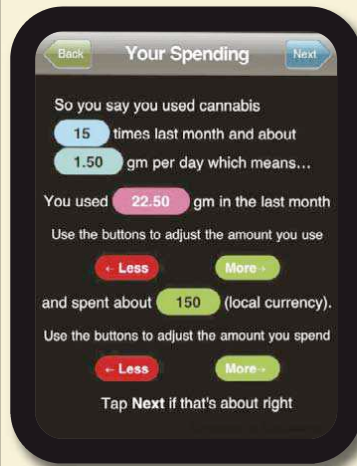 Back Your Spending Next
So you say you used cannabis
15 times last month and about
1.50 gm per day which means...
You used 22.50 gm in the last month
Use the buttons to adjust the amount you use
← Less More→
and spent about 150 (local currency).
Use the buttons to adjust the amount you spend
← Less More→
Tap Next if that's about right